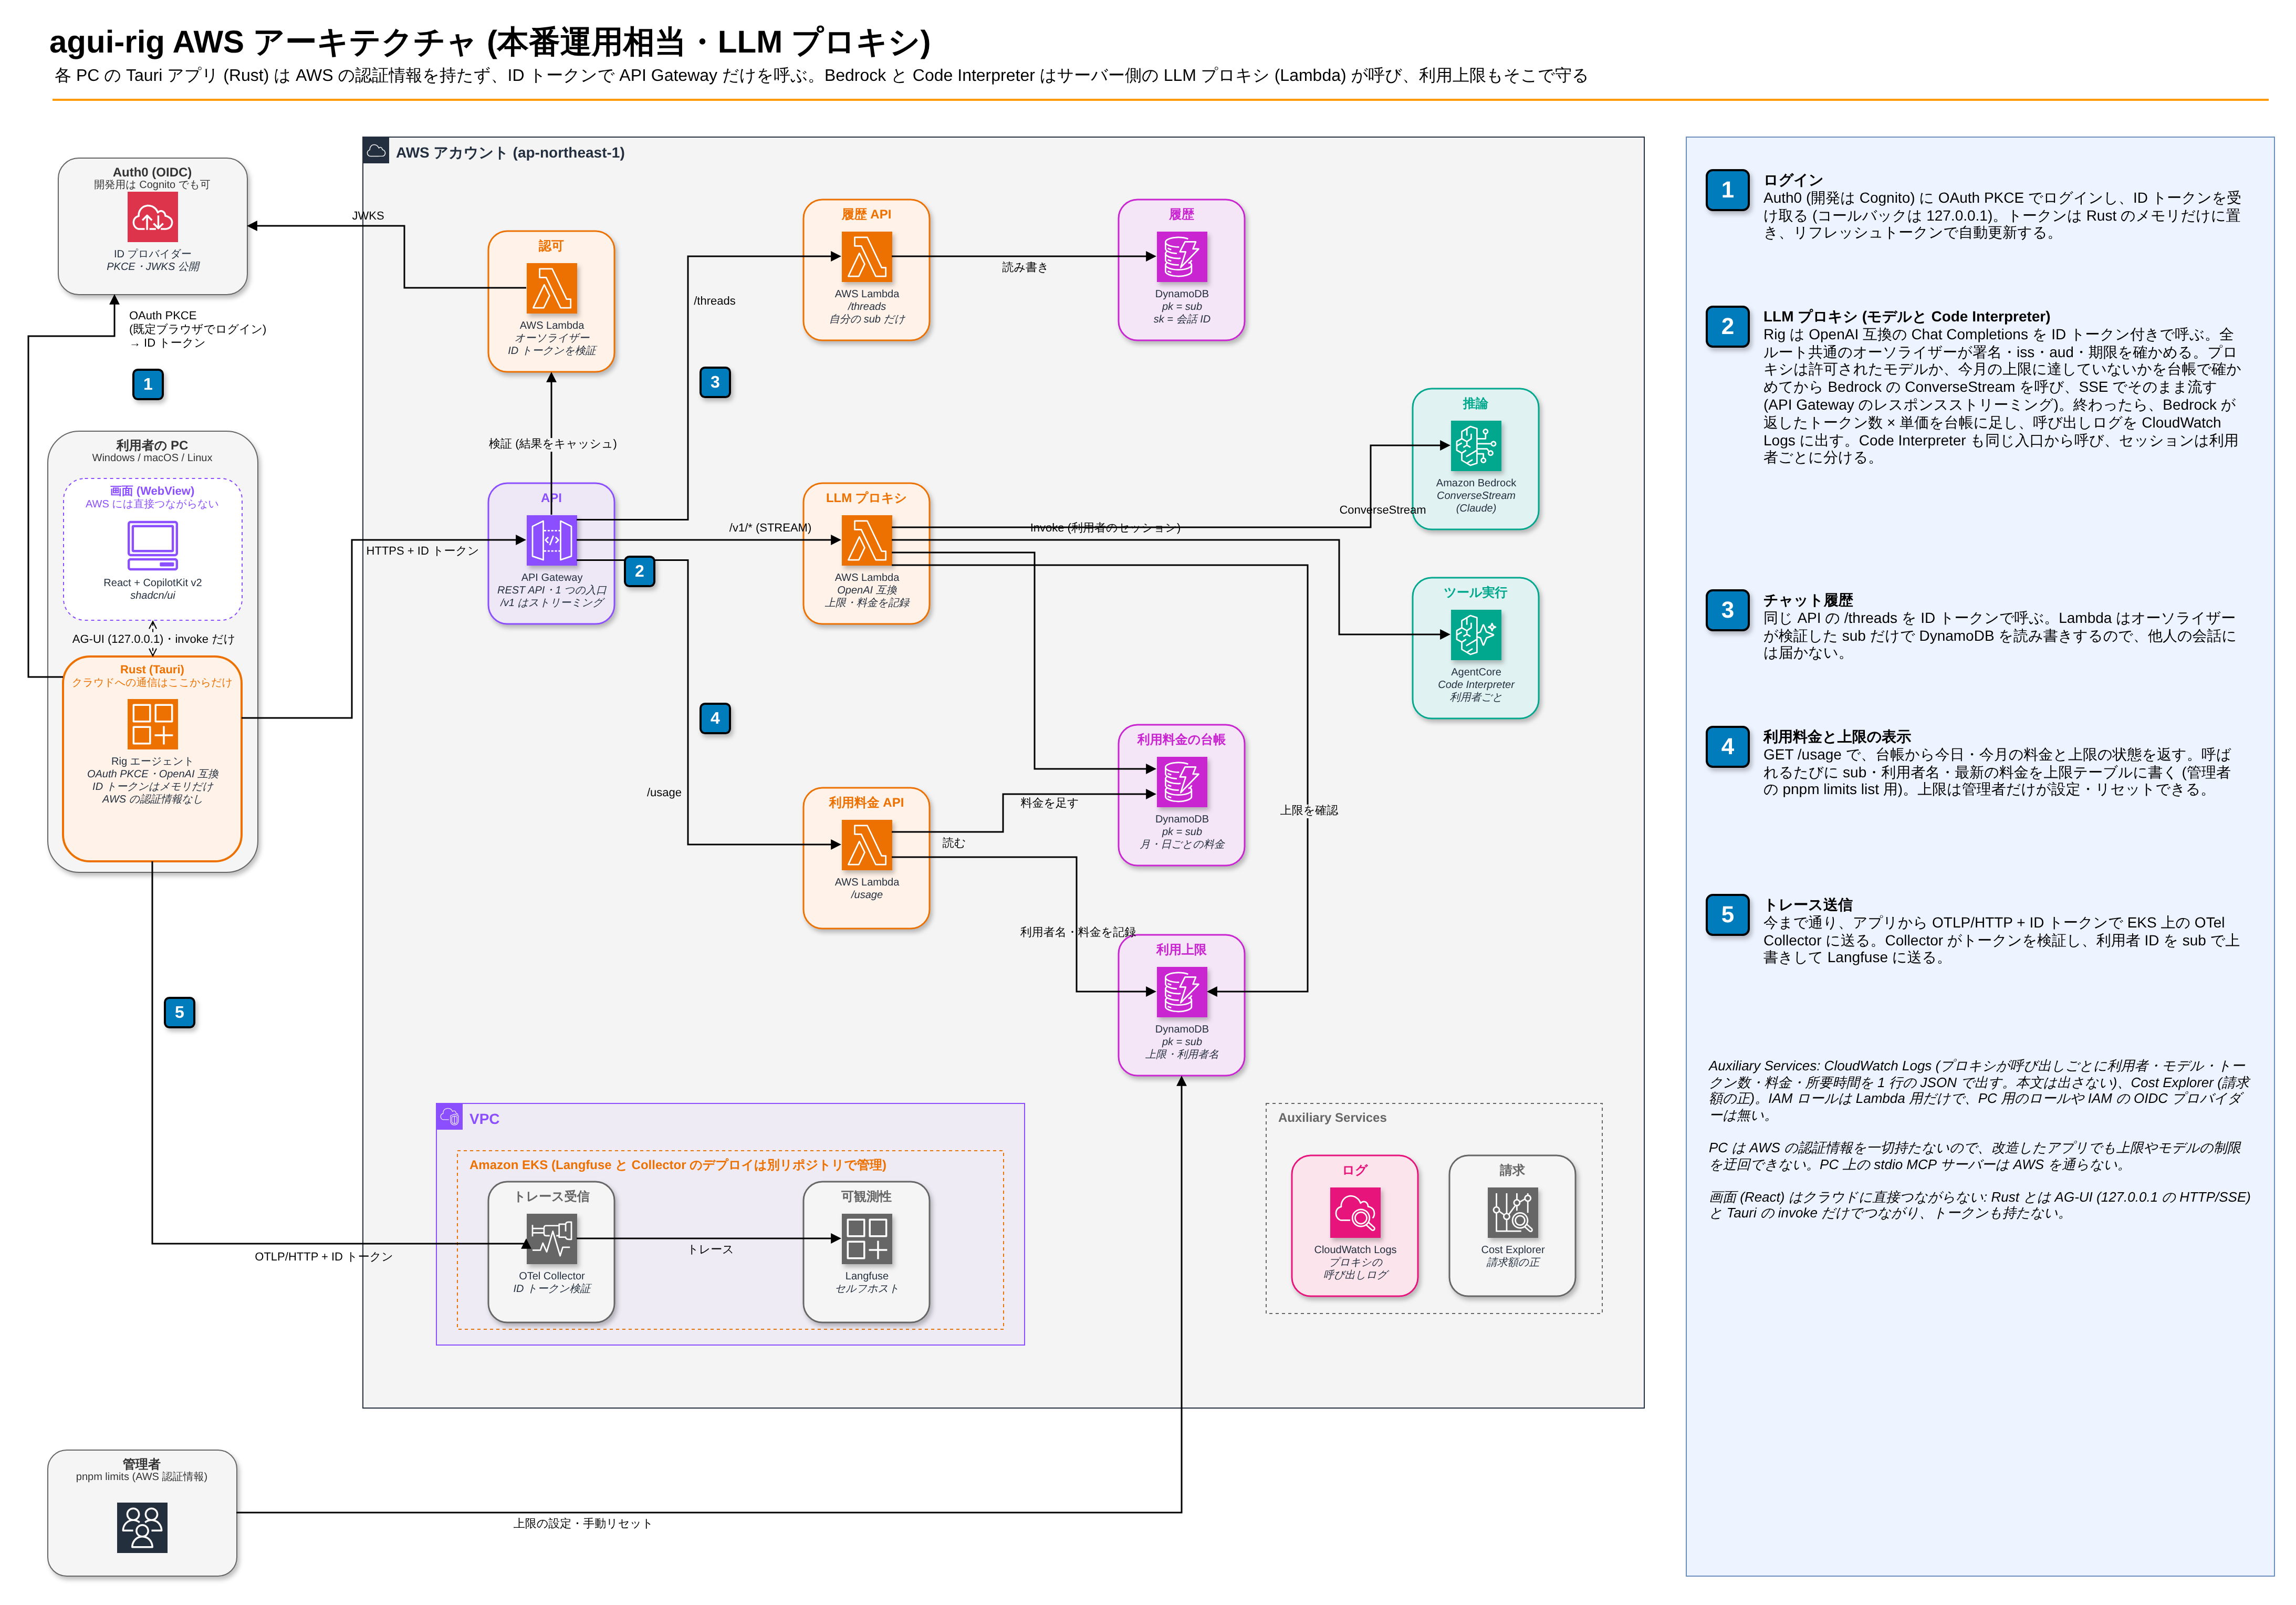 agui-rig AWS アーキテクチャ (本番運用相当・LLM プロキシ)
各 PC の Tauri アプリ (Rust) は AWS の認証情報を持たず、ID トークンで API Gateway だけを呼ぶ。Bedrock と Code Interpreter はサーバー側の LLM プロキシ (Lambda) が呼び、利用上限もそこで守る
Auth0 (OIDC)
開発用は Cognito でも可
ID プロバイダー
PKCE・JWKS 公開
JWKS
OAuth PKCE
(既定ブラウザでログイン)
→ ID トークン
1
利用者の PC
Windows / macOS / Linux
画面 (WebView)
AWS には直接つながらない
React + CopilotKit v2
shadcn/ui
AG-UI (127.0.0.1)・invoke だけ
Rust (Tauri)
クラウドへの通信はここからだけ
Rig エージェント
OAuth PKCE・OpenAI 互換
ID トークンはメモリだけ
AWS の認証情報なし
HTTPS + ID トークン
5
OTLP/HTTP + ID トークン
管理者
pnpm limits (AWS 認証情報)
上限の設定・手動リセット
AWS アカウント (ap-northeast-1)
認可
AWS Lambda
オーソライザー
ID トークンを検証
検証 (結果をキャッシュ)
API
API Gateway
REST API・1 つの入口
/v1 はストリーミング
/threads
3
履歴 API
AWS Lambda
/threads
自分の sub だけ
読み書き
履歴
DynamoDB
pk = sub
sk = 会話 ID
/v1/* (STREAM)
2
LLM プロキシ
AWS Lambda
OpenAI 互換
上限・料金を記録
Invoke (利用者のセッション)
ConverseStream
推論
Amazon Bedrock
ConverseStream
(Claude)
ツール実行
AgentCore
Code Interpreter
利用者ごと
4
/usage
利用料金 API
AWS Lambda
/usage
料金を足す
読む
利用料金の台帳
DynamoDB
pk = sub
月・日ごとの料金
上限を確認
利用者名・料金を記録
利用上限
DynamoDB
pk = sub
上限・利用者名
VPC
Amazon EKS (Langfuse と Collector のデプロイは別リポジトリで管理)
トレース受信
OTel Collector
ID トークン検証
トレース
可観測性
Langfuse
セルフホスト
Auxiliary Services
ログ
CloudWatch Logs
プロキシの
呼び出しログ
請求
Cost Explorer
請求額の正
1
ログイン
Auth0 (開発は Cognito) に OAuth PKCE でログインし、ID トークンを受
け取る (コールバックは 127.0.0.1)。トークンは Rust のメモリだけに置
き、リフレッシュトークンで自動更新する。
2
LLM プロキシ (モデルと Code Interpreter)
Rig は OpenAI 互換の Chat Completions を ID トークン付きで呼ぶ。全
ルート共通のオーソライザーが署名・iss・aud・期限を確かめる。プロ
キシは許可されたモデルか、今月の上限に達していないかを台帳で確か
めてから Bedrock の ConverseStream を呼び、SSE でそのまま流す
(API Gateway のレスポンスストリーミング)。終わったら、Bedrock が
返したトークン数 × 単価を台帳に足し、呼び出しログを CloudWatch
Logs に出す。Code Interpreter も同じ入口から呼び、セッションは利用
者ごとに分ける。
3
チャット履歴
同じ API の /threads を ID トークンで呼ぶ。Lambda はオーソライザー
が検証した sub だけで DynamoDB を読み書きするので、他人の会話に
は届かない。
4
利用料金と上限の表示
GET /usage で、台帳から今日・今月の料金と上限の状態を返す。呼ば
れるたびに sub・利用者名・最新の料金を上限テーブルに書く (管理者
の pnpm limits list 用)。上限は管理者だけが設定・リセットできる。
5
トレース送信
今まで通り、アプリから OTLP/HTTP + ID トークンで EKS 上の OTel
Collector に送る。Collector がトークンを検証し、利用者 ID を sub で上
書きして Langfuse に送る。
Auxiliary Services: CloudWatch Logs (プロキシが呼び出しごとに利用者・モデル・トー
クン数・料金・所要時間を 1 行の JSON で出す。本文は出さない)、Cost Explorer (請求
額の正)。IAM ロールは Lambda 用だけで、PC 用のロールや IAM の OIDC プロバイダ
ーは無い。
PC は AWS の認証情報を一切持たないので、改造したアプリでも上限やモデルの制限
を迂回できない。PC 上の stdio MCP サーバーは AWS を通らない。
画面 (React) はクラウドに直接つながらない: Rust とは AG-UI (127.0.0.1 の HTTP/SSE)
と Tauri の invoke だけでつながり、トークンも持たない。